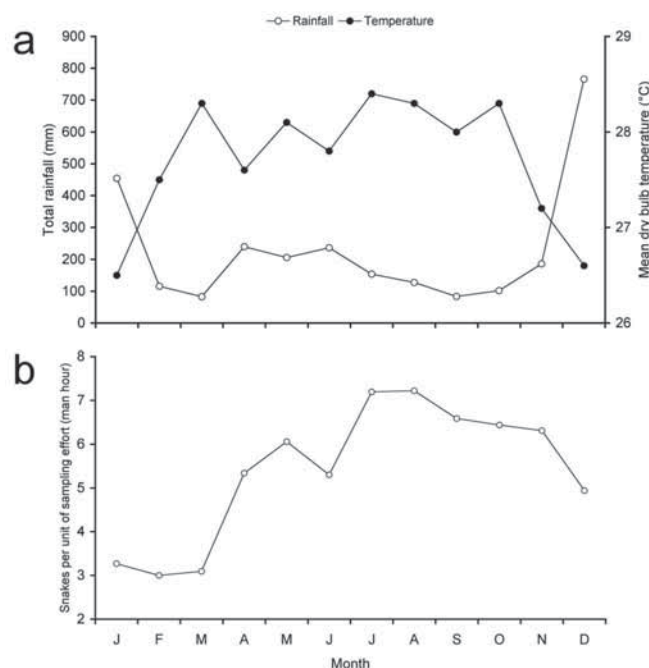 Rainfall Temperature
a
900
800
700
600
500
400
300
200
100
0
Total rainfall (mm)
29
28
27
26
Mean dry bulb temperature (°C)
b
8
7
6
5
4
3
2
Snakes per unit of sampling effort (man hour)
J F M A M J J A S O N D
Month